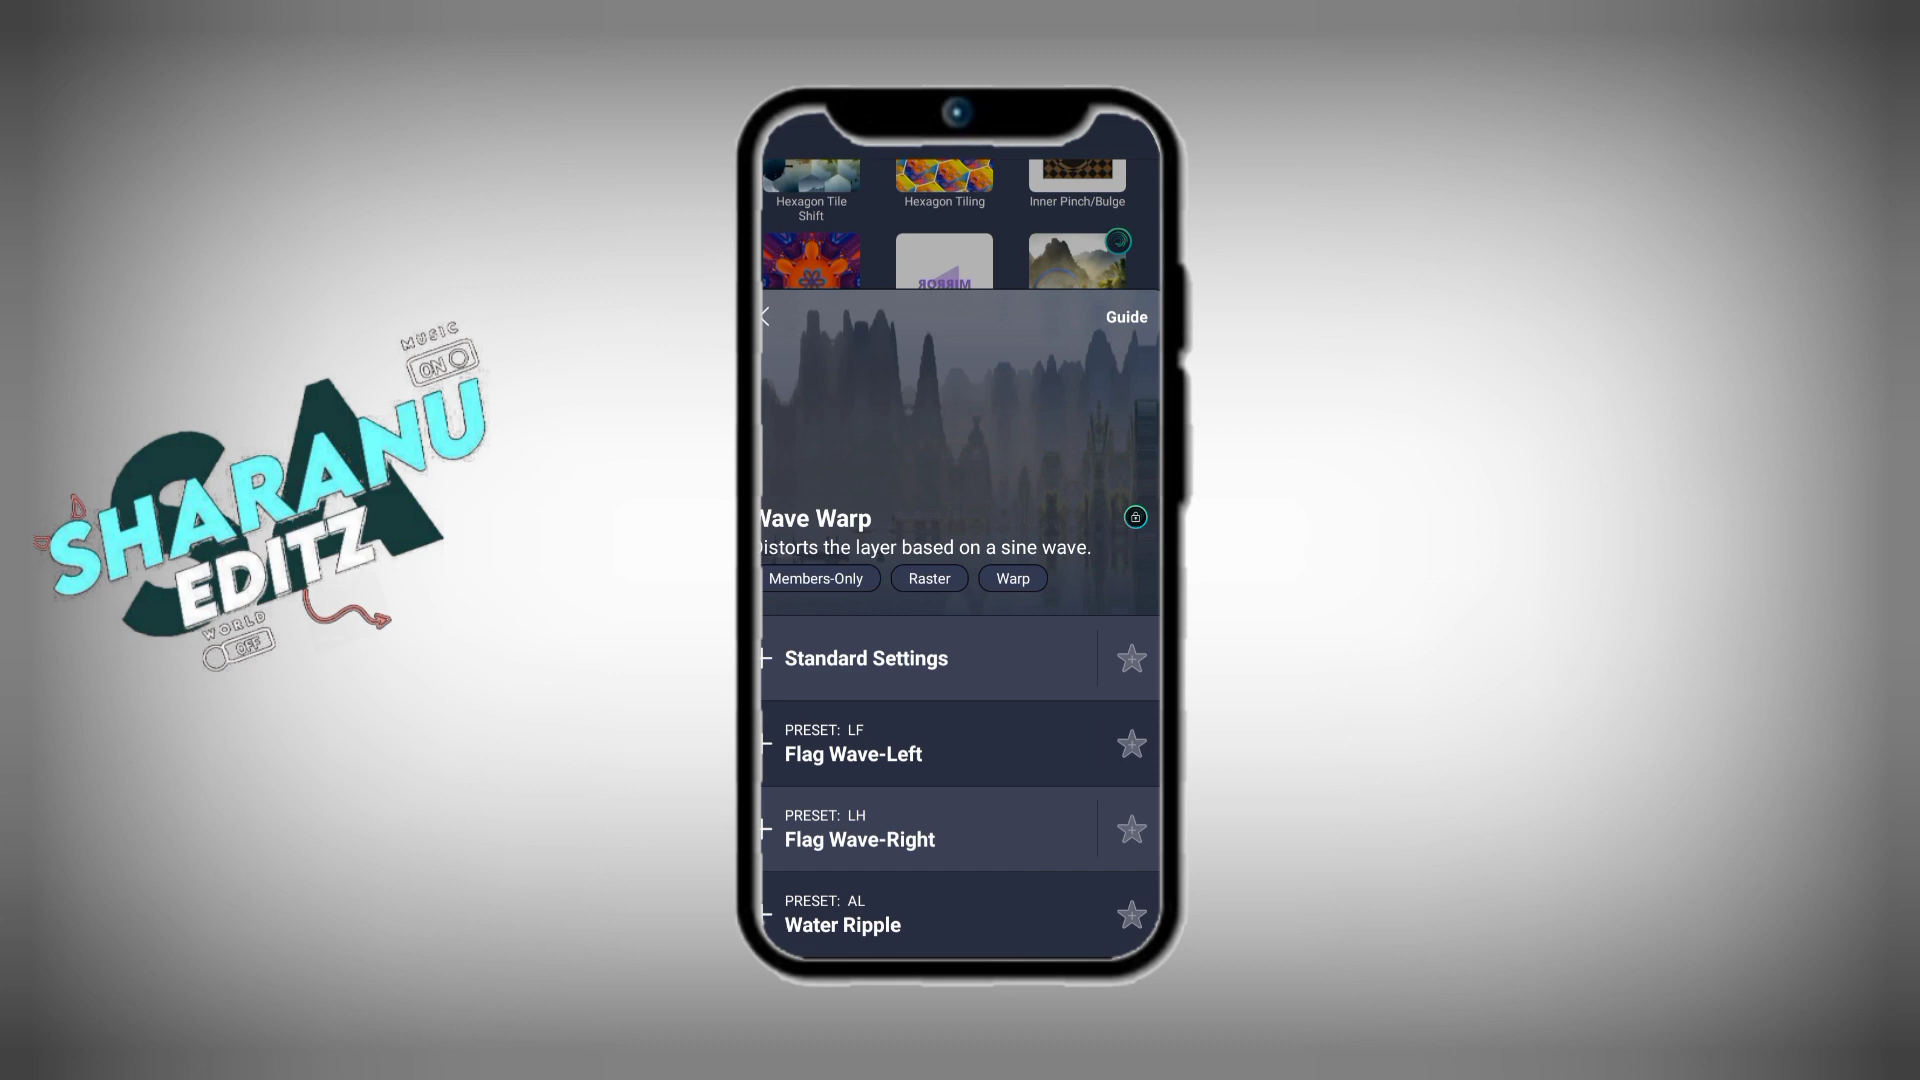 MUSIC
ON
SA
SHARANU
EDITZ
WORLD
OFF
Hexagon Tile
Shift
Hexagon Tiling
Inner Pinch/Bulge
MIRROR
Guide
Wave Warp
Distorts the layer based on a sine wave.
Members-Only
Raster
Warp
Standard Settings
PRESET: LF
Flag Wave-Left
PRESET: LH
Flag Wave-Right
PRESET: AL
Water Ripple